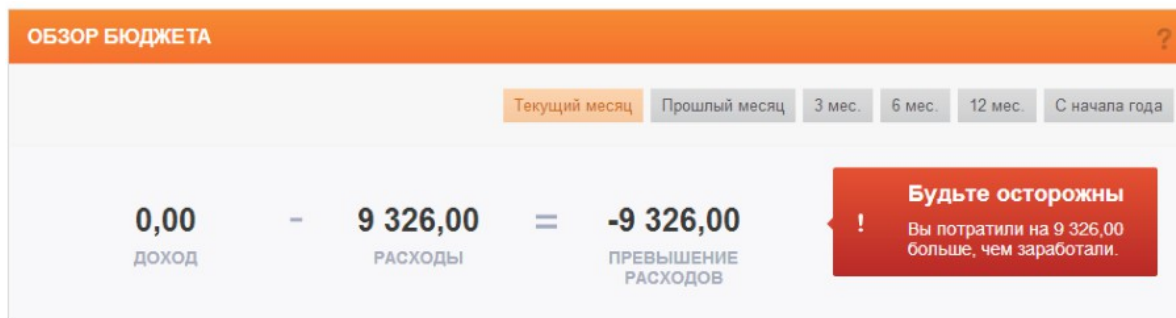 ОБЗОР БЮДЖЕТА
?
Текущий месяц Прошлый месяц 3 мес. 6 мес. 12 мес. С начала года
0,00 - 9 326,00 = -9 326,00
ДОХОД РАСХОДЫ ПРЕВЫШЕНИЕ
РАСХОДОВ
!
Будьте осторожны
Вы потратили на 9 326,00
больше, чем заработали.